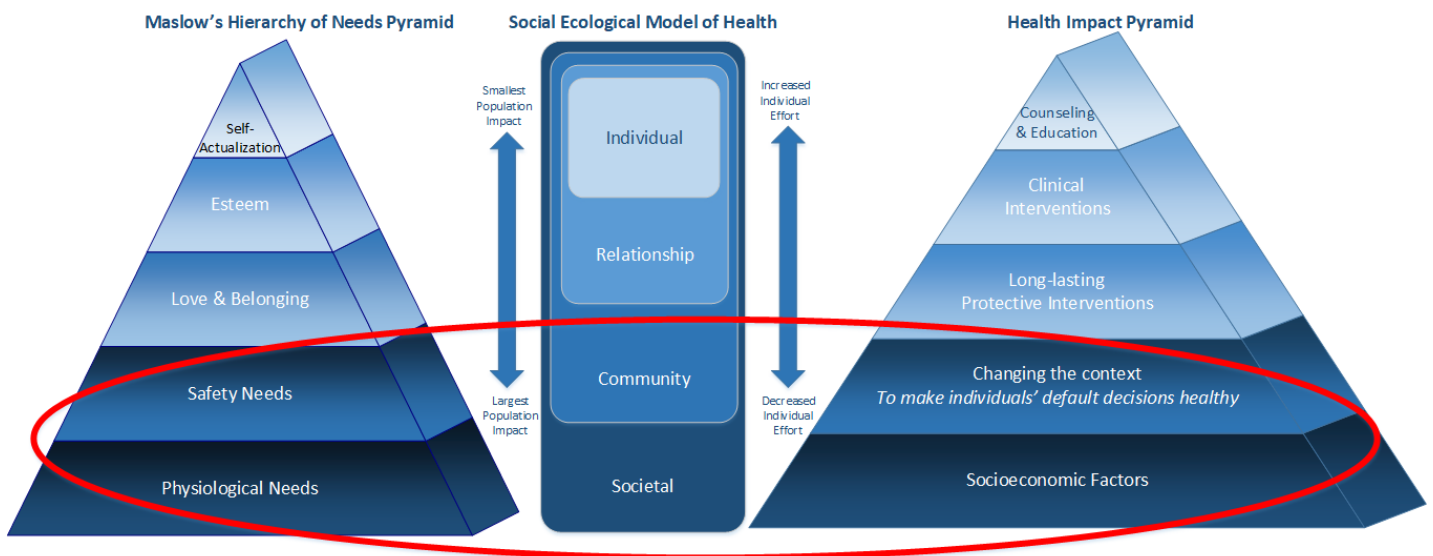 Maslow's Hierarchy of Needs Pyramid
Self-
Actualization
Esteem
Love & Belonging
Safety Needs
Physiological Needs
Social Ecological Model of Health
Smallest
Population
Impact
Largest
Population
Impact
Individual
Relationship
Community
Societal
Increased
Individual
Effort
Decreased
Individual
Effort
Health Impact Pyramid
Counseling
& Education
Clinical
Interventions
Long-lasting
Protective Interventions
Changing the context
To make individuals' default decisions healthy
Socioeconomic Factors